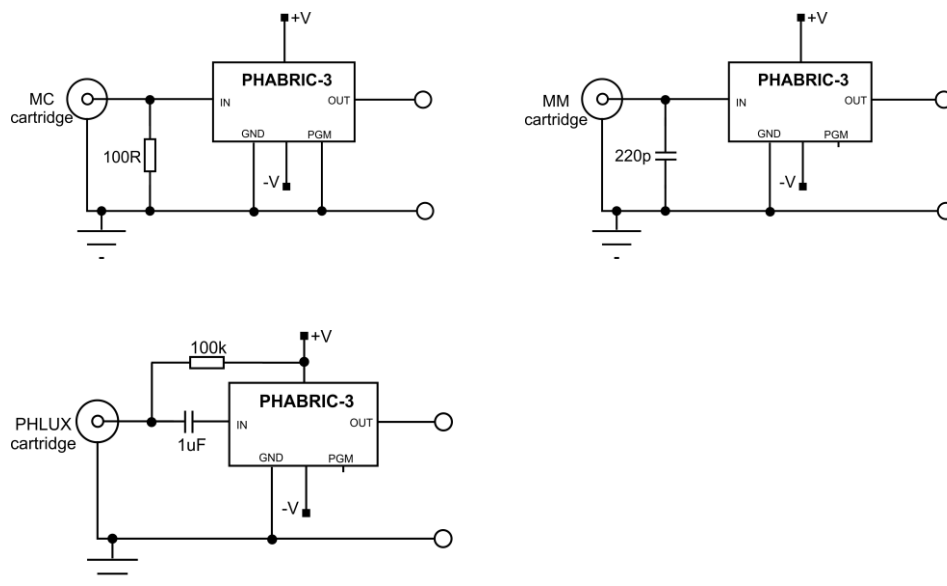 +V
PHABRIC-3
MC
cartridge
IN
OUT
GND
PGM
100R
-V
+V
PHABRIC-3
MM
cartridge
IN
OUT
GND
PGM
220p
-V
+V
100k
PHABRIC-3
PHLUX
cartridge
IN
OUT
1uF
GND
PGM
-V